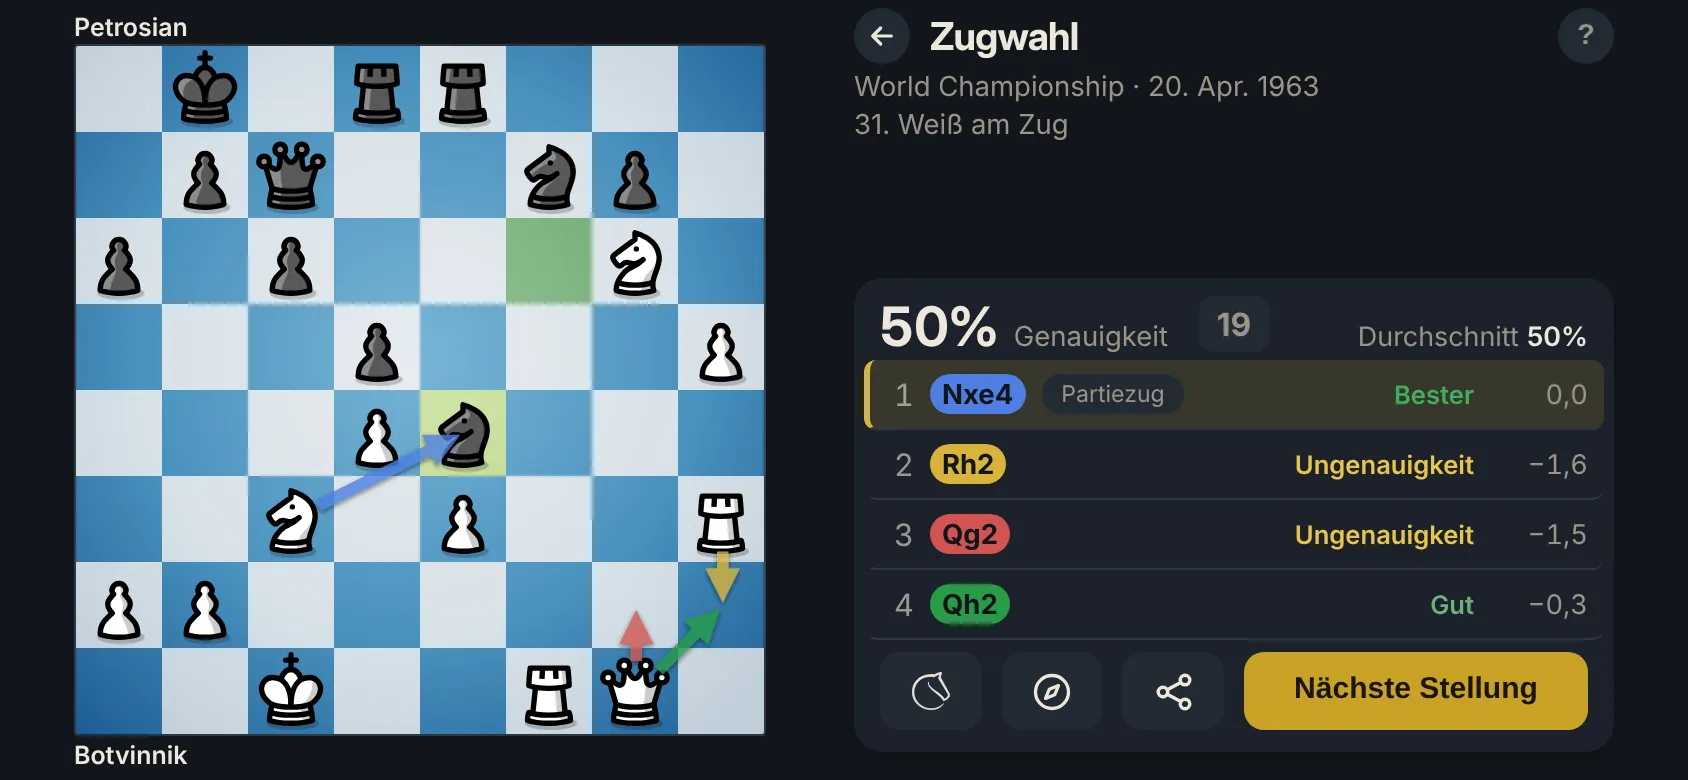 Petrosian
Botvinnik
Zugwahl
?
World Championship · 20. Apr. 1963
31. Weiß am Zug
50% Genauigkeit 19 Durchschnitt 50%
1 Nxe4 Partiezug Bester 0,0
2 Rh2 Ungenauigkeit −1,6
3 Qg2 Ungenauigkeit −1,5
4 Qh2 Gut −0,3
Nächste Stellung